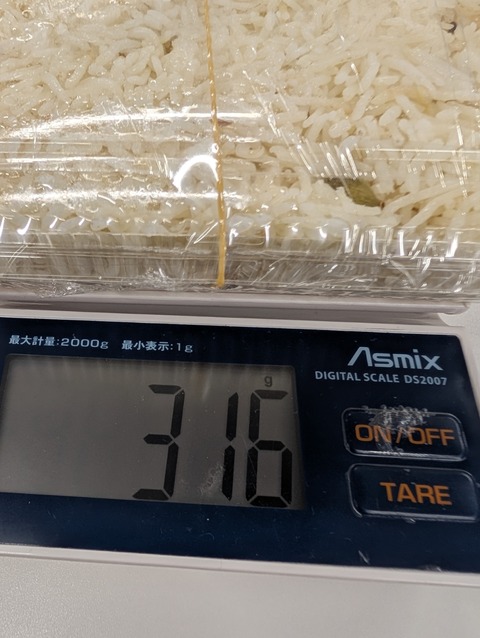 最大計量:2000g 最小表示:1g
Asmix
DIGITAL SCALE DS2007
g
316
ON/OFF
TARE